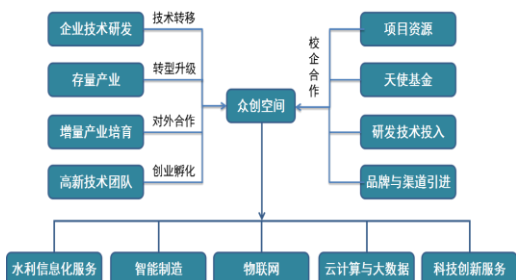 企业技术研发
技术转移
存量产业
转型升级
增量产业培育
对外合作
高新技术团队
创业孵化
众创空间
校企合作
项目资源
天使基金
研发技术投入
品牌与渠道引进
水利信息化服务
智能制造
物联网
云计算与大数据
科技创新服务